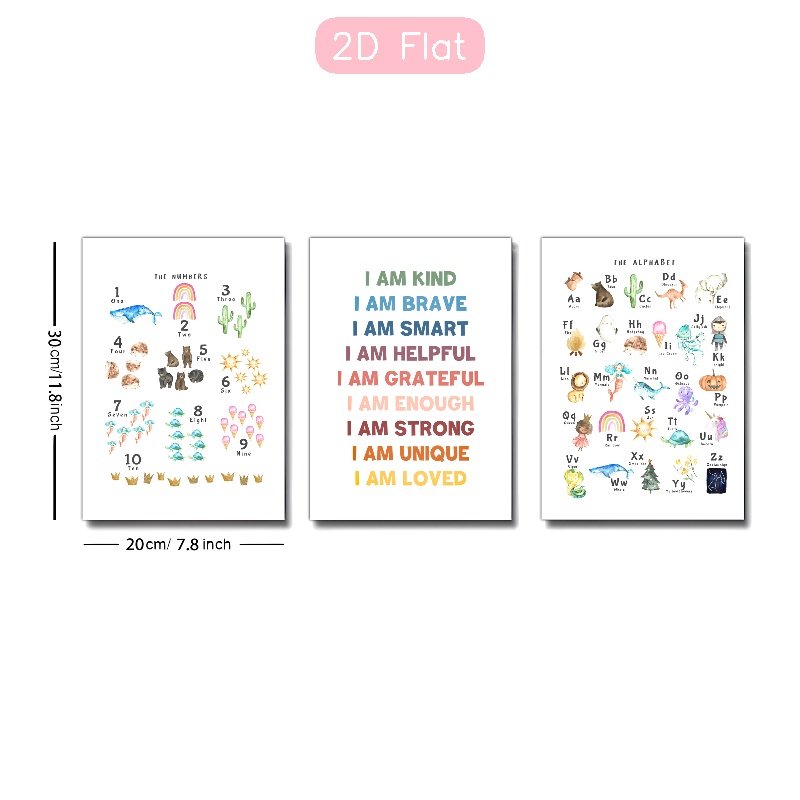 2D Flat
THE NUMBERS
1
One
2
Two
3
Three
4
Four
5
Five
6
Six
7
Seven
8
Eight
9
Nine
10
Ten
30cm/11.8inch
20cm/ 7.8 inch
I AM KIND
I AM BRAVE
I AM SMART
I AM HELPFUL
I AM GRATEFUL
I AM ENOUGH
I AM STRONG
I AM UNIQUE
I AM LOVED
THE ALPHABET
Aa
Bb
Cc
Dd
Ee
Ff
Gg
Hh
Ii
Jj
Kk
Ll
Mm
Nn
Oo
Pp
Qq
Rr
Ss
Tt
Uu
Vv
Ww
Xx
Yy
Zz